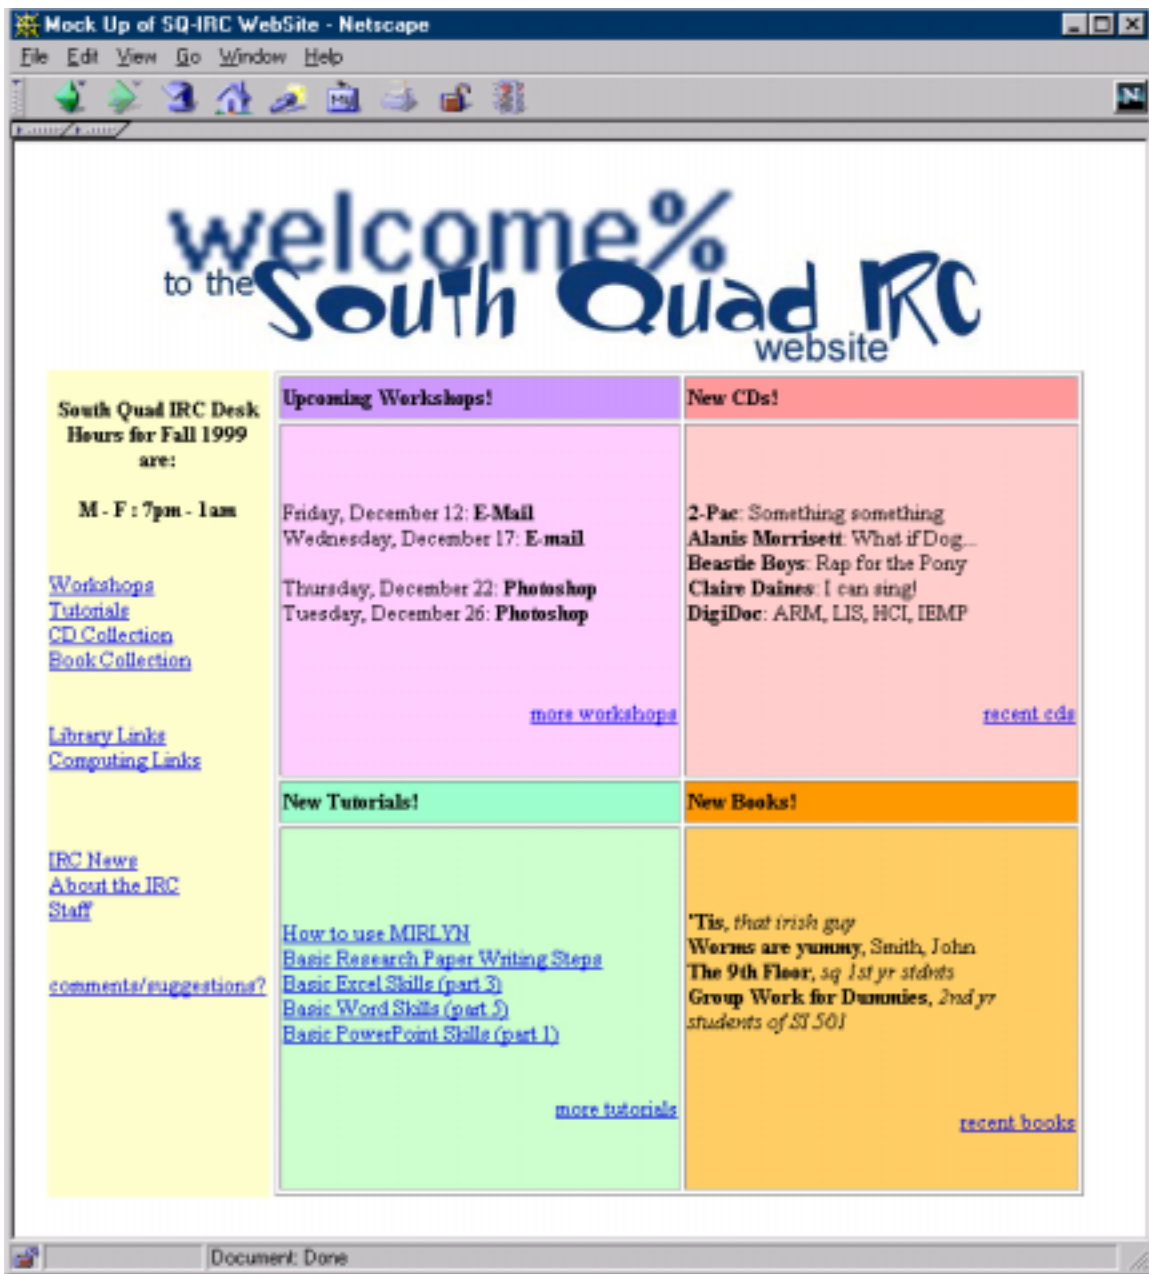 Mock Up of SQ-IRC WebSite - Netscape
File Edit View Go Window Help
My
N
welcome%
to the South Quad IRC
website
South Quad IRC Desk
Hours for Fall 1999
are:
M - F : 7pm - 1am
Workshops
Tutorials
CD Collection
Book Collection
Library Links
Computing Links
IRC News
About the IRC
Staff
comments/suggestions?
Upcoming Workshops!
Friday, December 12: E-Mail
Wednesday, December 17: E-mail
Thursday, December 22: Photoshop
Tuesday, December 26: Photoshop
more workshops
New CDs!
2-Pac: Something something
Alanis Morrisett: What if Dog...
Beastie Boys: Rap for the Pony
Claire Daines: I can sing!
DigiDoc: ARM, LIS, HCI, IEMP
recent cds
New Tutorials!
How to use MIRLYN
Basic Research Paper Writing Steps
Basic Excel Skills (part 3)
Basic Word Skills (part 5)
Basic PowerPoint Skills (part 1)
more tutorials
New Books!
'Tis, that irish guy
Worms are yummy, Smith, John
The 9th Floor, sq 1st yr stdnts
Group Work for Dummies, 2nd yr
students of SI 501
recent books
Document: Done